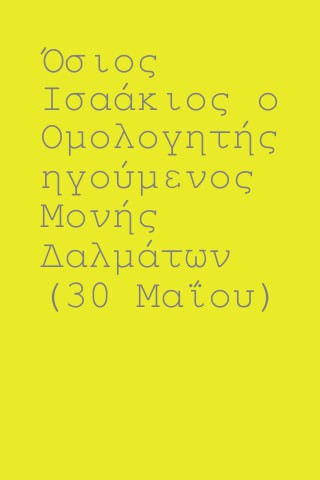 Όσιος
Ισαάκιος ο
Ομολογητής
ηγούμενος
Μονής
Δαλμάτων
(30 Μαΐου)